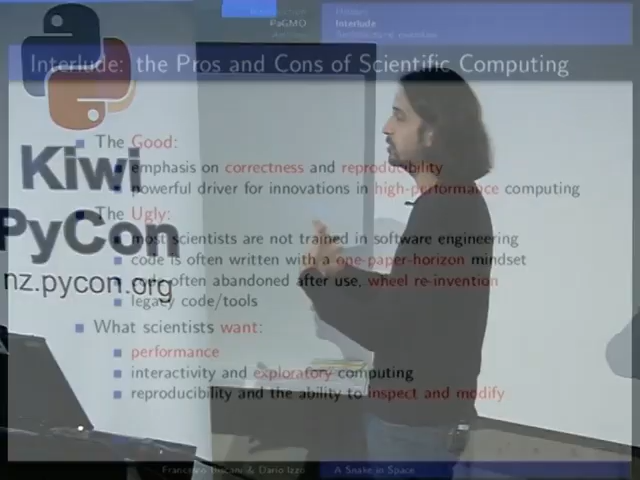 PaGMO
Interlude
Interlude: the Pros and Cons of Scientific Computing
Kiwi
PyCon
nz.pycon.org
The Good:
emphasis on correctness and reproducibility
powerful driver for innovations in high-performance computing
The Ugly:
most scientists are not trained in software engineering
code is often written with a one-paper-horizon mindset
often abandoned after use, wheel re-invention
legacy code/tools
What scientists want:
performance
interactivity and exploratory computing
reproducibility and the ability to inspect and modify
& Dario Izzo
A Snake in Space